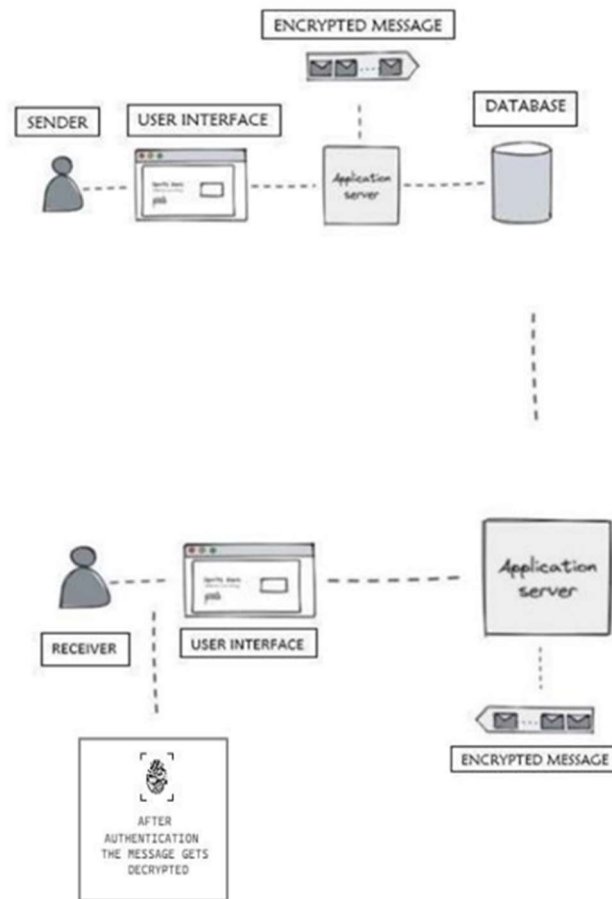 ENCRYPTED MESSAGE
SENDER
USER INTERFACE
DATABASE
Application
server
Application
server
RECEIVER
USER INTERFACE
ENCRYPTED MESSAGE
AFTER
AUTHENTICATION
THE MESSAGE GETS
DECRYPTED